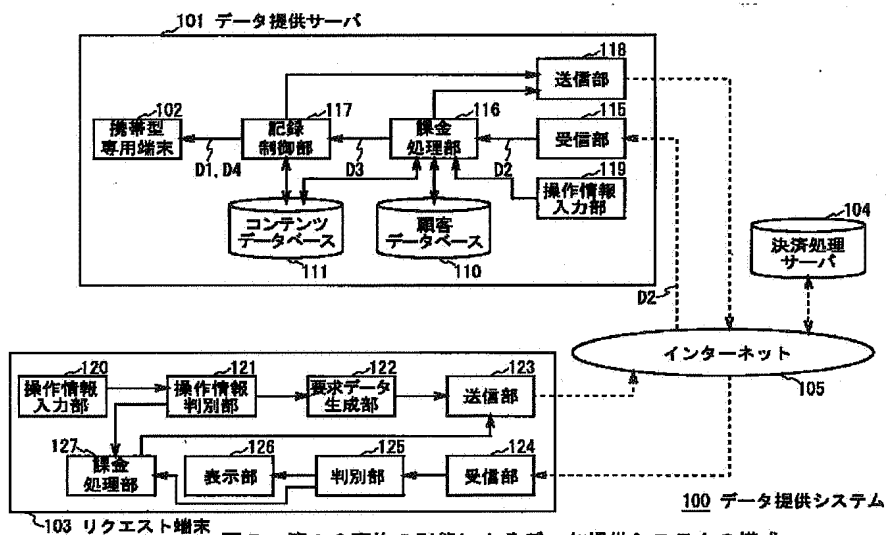 101 データ提供サーバ
118
送信部
102
携帯型
専用端末
117
記録
制御部
116
課金
処理部
115
受信部
D1, D4
D3
D2
119
操作情報
入力部
コンテンツ
データベース
111
顧客
データベース
110
104
決済処理
サーバ
D2
インターネット
105
120
操作情報
入力部
121
操作情報
判別部
122
要求データ
生成部
123
送信部
127
課金
処理部
126
表示部
125
判別部
124
受信部
100 データ提供システム
103 リクエスト端末